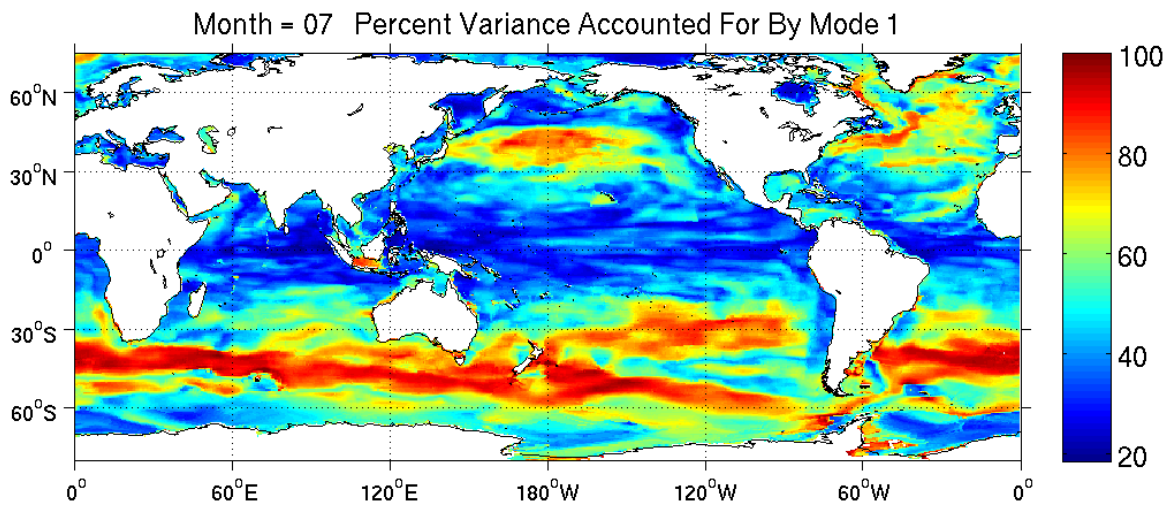 Month = 07 Percent Variance Accounted For By Mode 1
60°N
30°N
0°
30°S
60°S
0° 60°E 120°E 180°W 120°W 60°W 0°
100
80
60
40
20